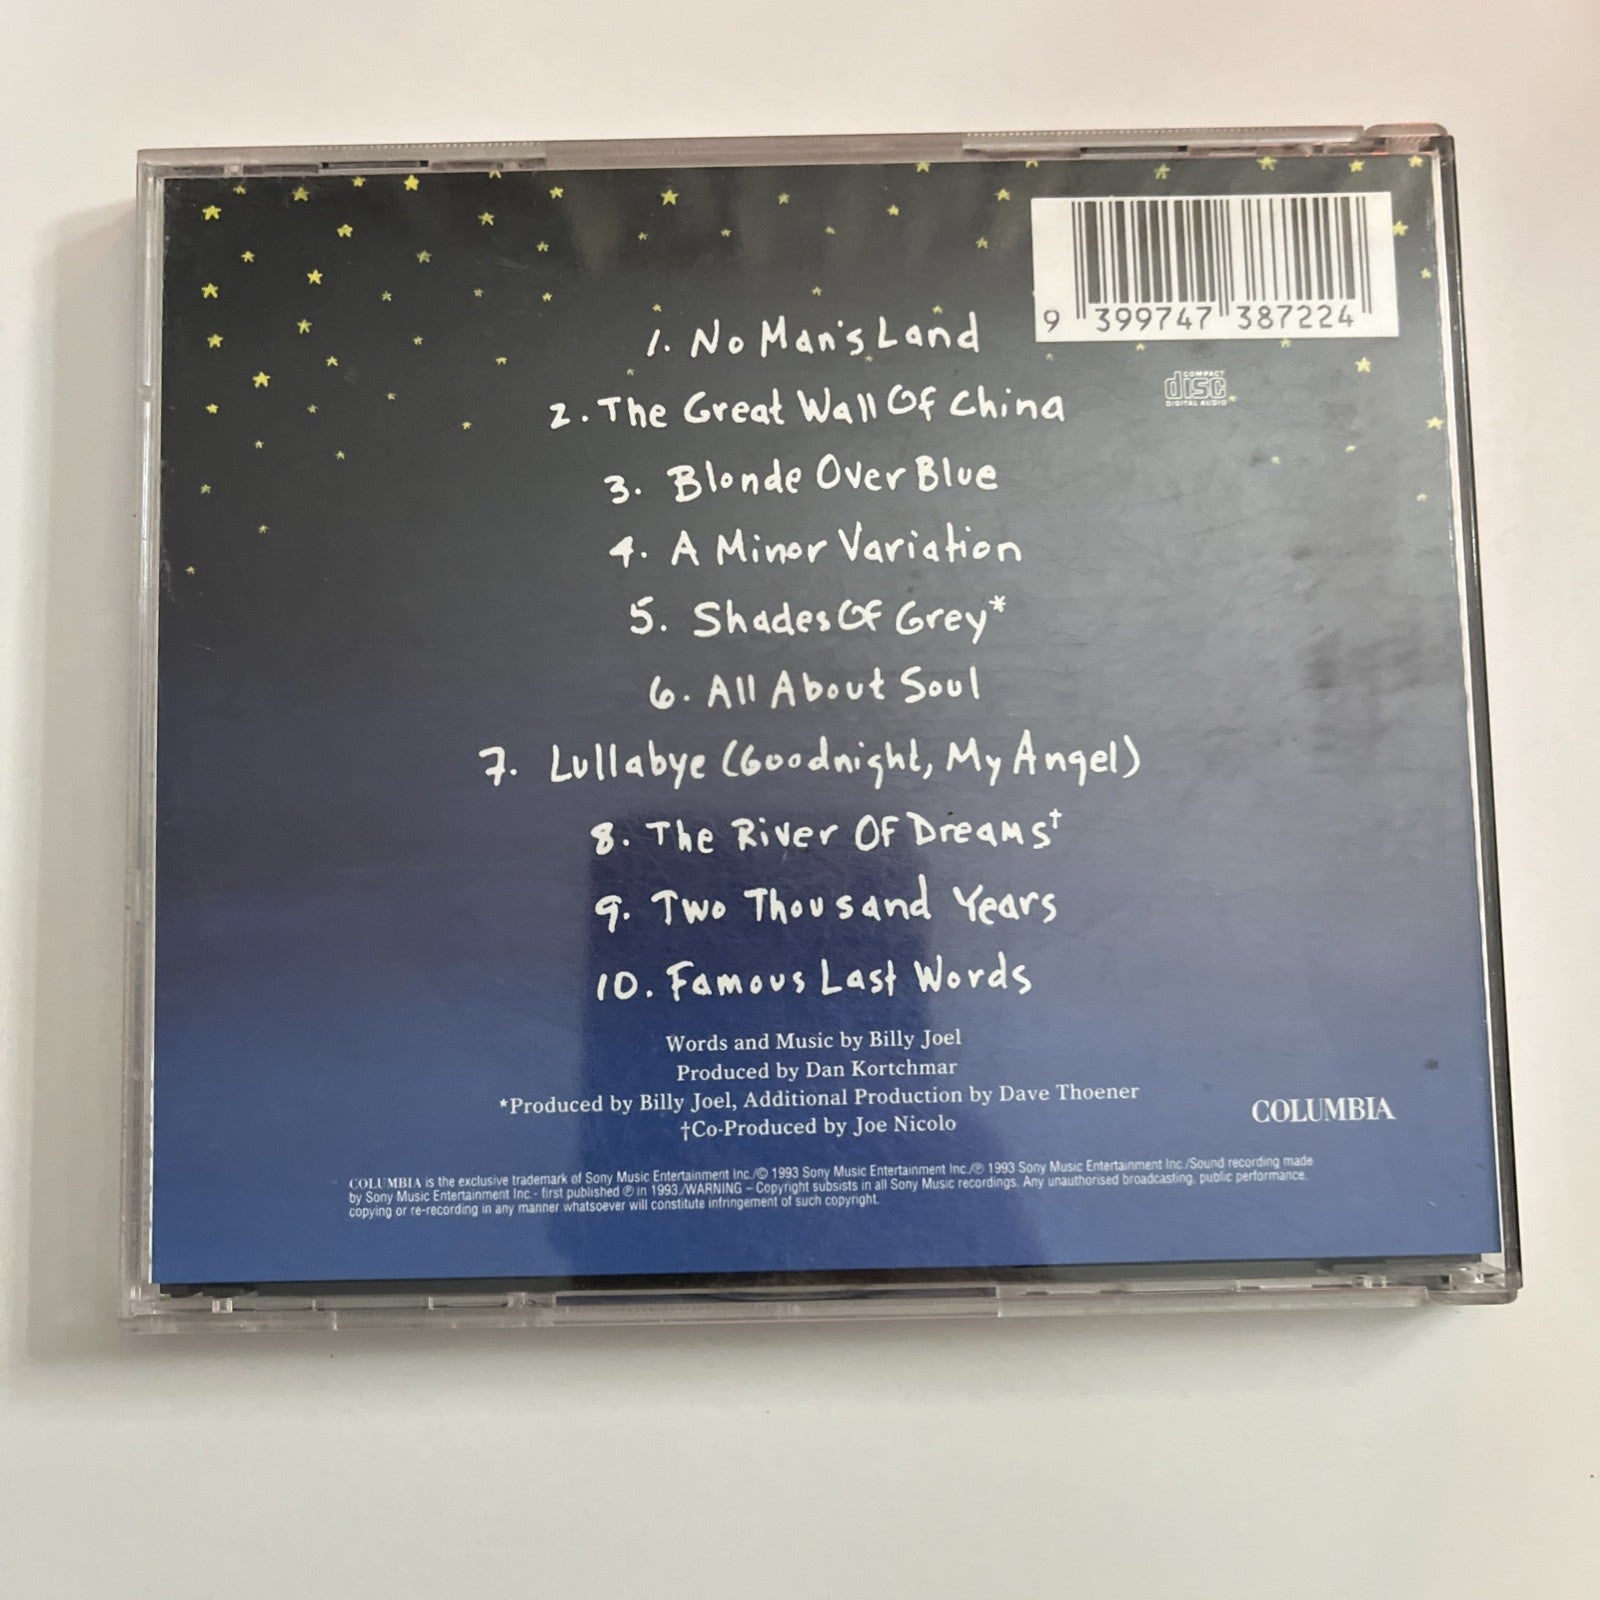 9 399747 387224
COMPACT
disc
DIGITAL AUDIO
1. No Man's Land
2. The Great Wall Of China
3. Blonde Over Blue
4. A Minor Variation
5. Shades Of Grey*
6. All About Soul
7. Lullabye (Goodnight, My Angel)
8. The River Of Dreams†
9. Two Thousand Years
10. Famous Last Words
Words and Music by Billy Joel
Produced by Dan Kortchmar
*Produced by Billy Joel, Additional Production by Dave Thoener
†Co-Produced by Joe Nicolo
COLUMBIA
COLUMBIA is the exclusive trademark of Sony Music Entertainment Inc./© 1993 Sony Music Entertainment Inc./℗ 1993 Sony Music Entertainment Inc./Sound recording made
by Sony Music Entertainment Inc - first published ℗ in 1993./WARNING – Copyright subsists in all Sony Music recordings. Any unauthorised broadcasting, public performance,
copying or re-recording in any manner whatsoever will constitute infringement of such copyright.